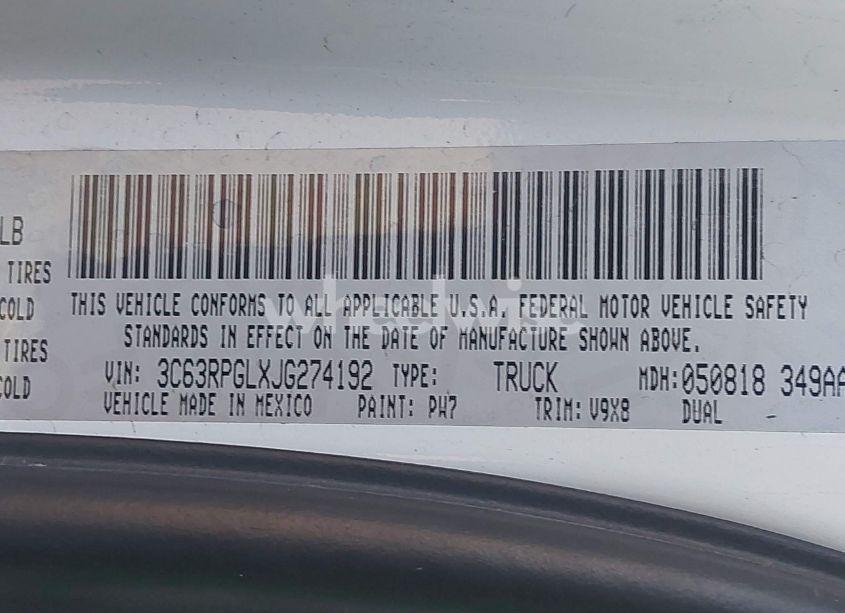 LB
TIRES
COLD
TIRES
COLD
THIS VEHICLE CONFORMS TO ALL APPLICABLE U.S.A. FEDERAL MOTOR VEHICLE SAFETY
STANDARDS IN EFFECT ON THE DATE OF MANUFACTURE SHOWN ABOVE.
VIN: 3C63RPGLXJG274192 TYPE: TRUCK MDH:050818 349AA
VEHICLE MADE IN MEXICO PAINT: PW7 TRIM: V9X8 DUAL